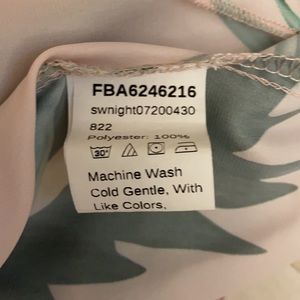 FBA6246216
swnight07200430
822
Polyester: 100%
30°
Machine Wash
Cold Gentle, With
Like Colors,